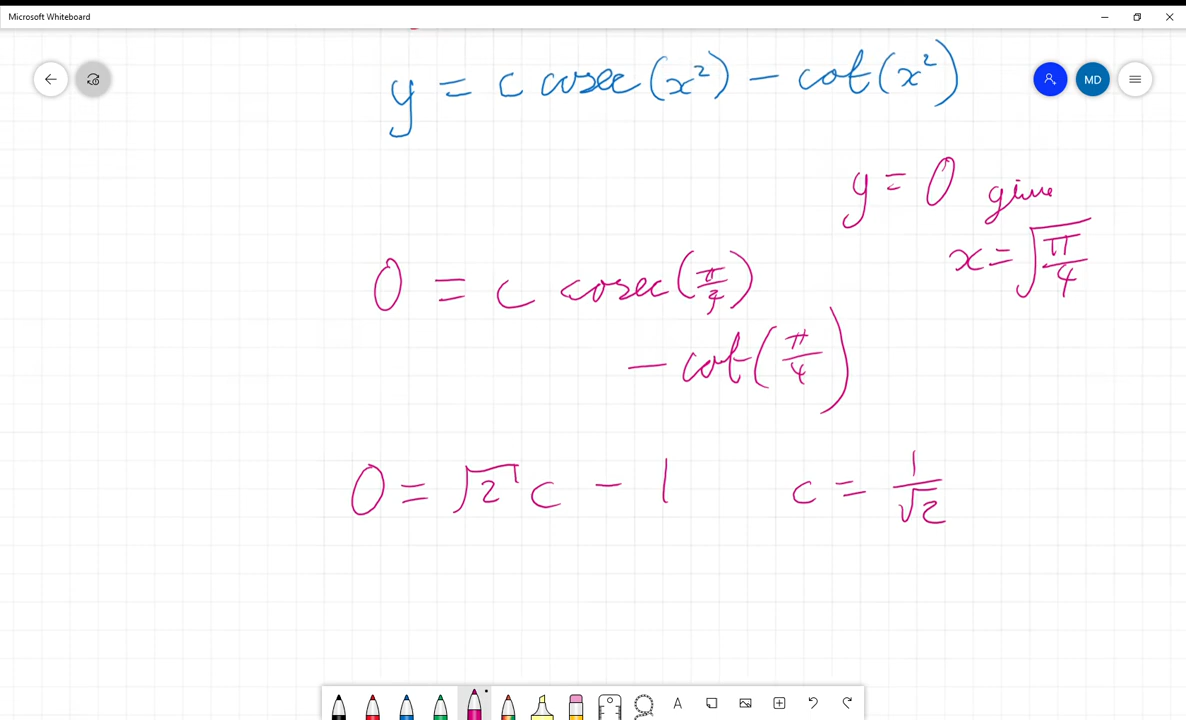 Microsoft Whiteboard
MD
y = c cosec(x²) − cot(x²)
y = 0 give
x = √(π/4)
0 = c cosec(π/4)
− cot(π/4)
0 = √2 c − 1    c = 1/√2
A